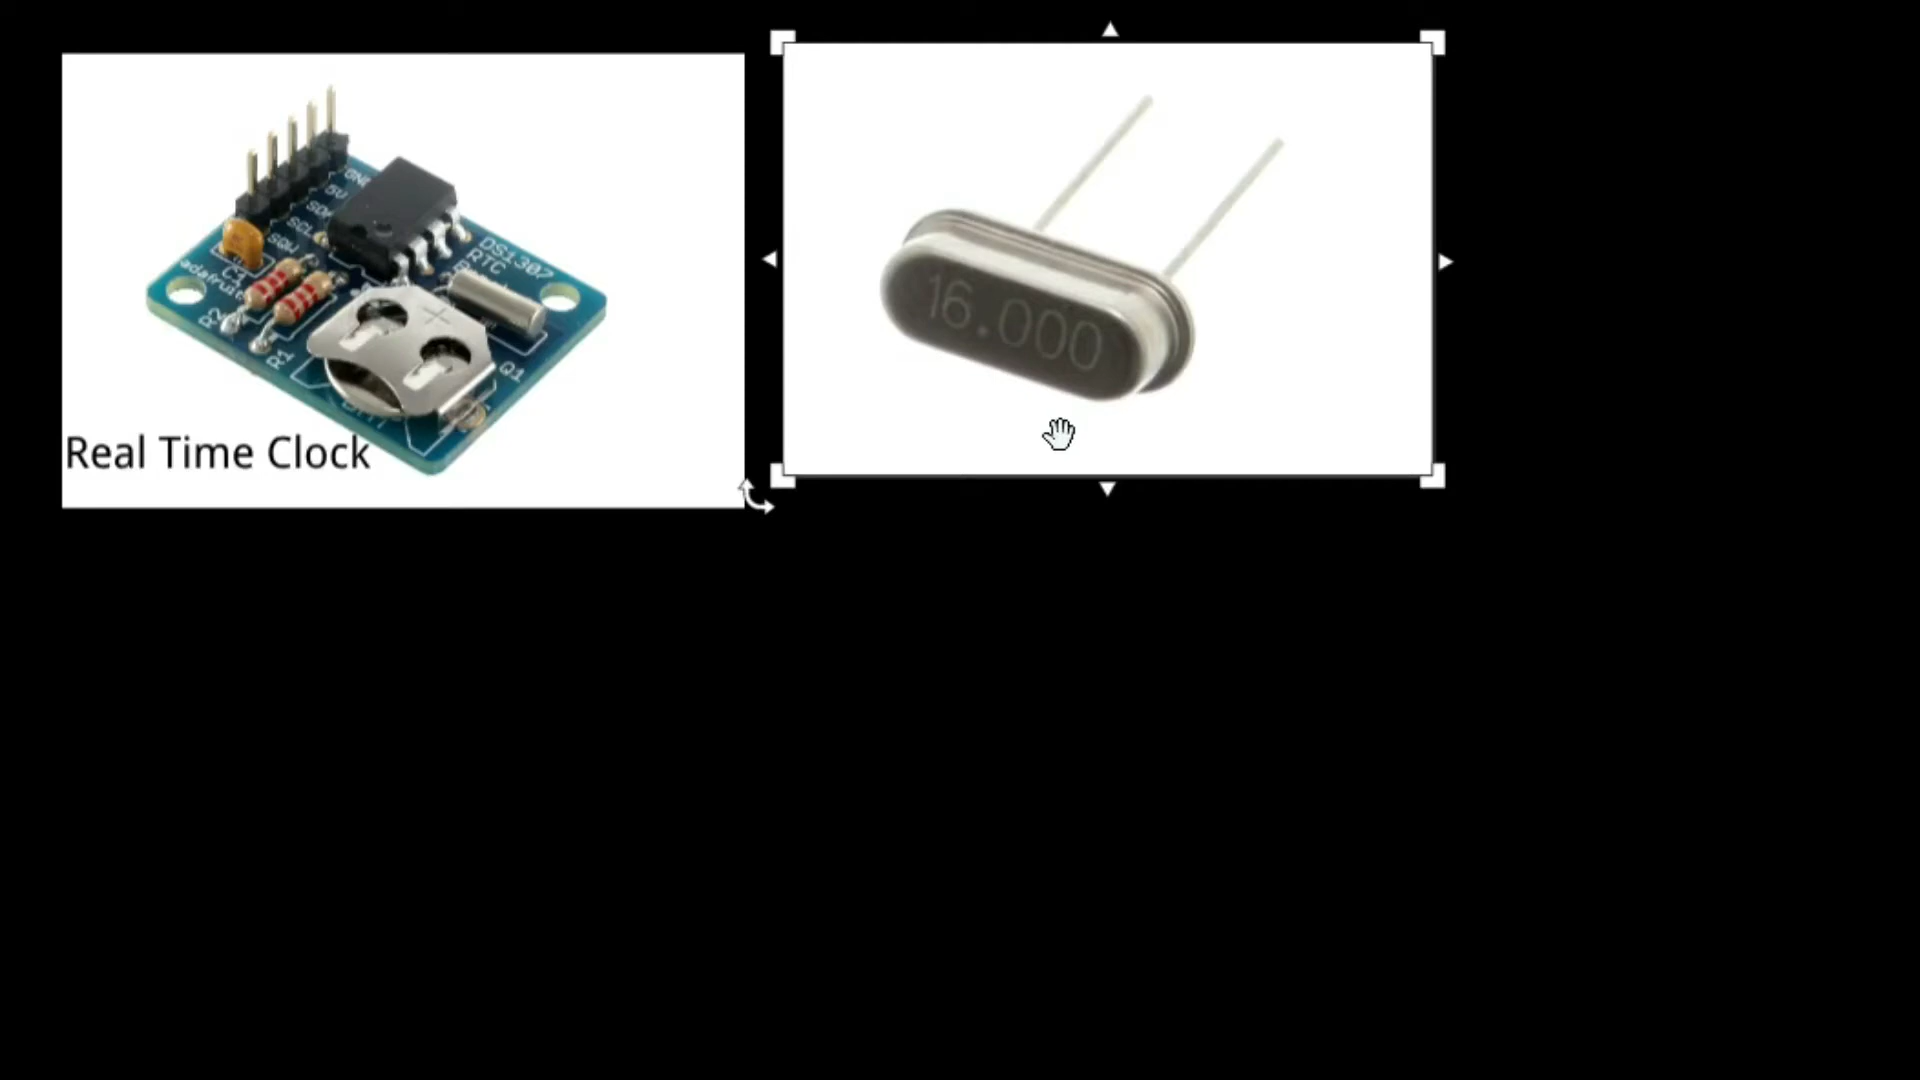 GND
5V
SDA
SCL
SQW
DS1307
RTC
C1
adafruit
R2
R1
Q1
Real Time Clock
16.000